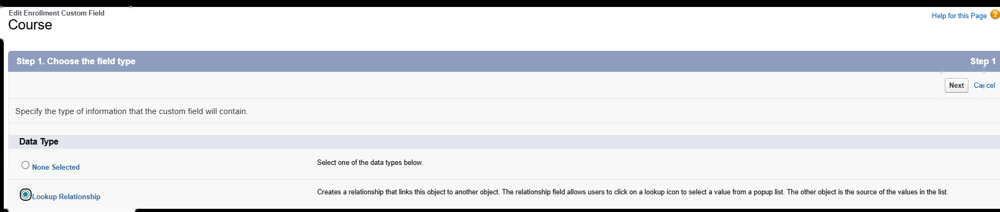 Edit Enrollment Custom Field
Course
Help for this Page ?
Step 1. Choose the field type
Step 1
Next Cancel
Specify the type of information that the custom field will contain.
Data Type
None Selected
Select one of the data types below.
Lookup Relationship
Creates a relationship that links this object to another object. The relationship field allows users to click on a lookup icon to select a value from a popup list. The other object is the source of the values in the list.